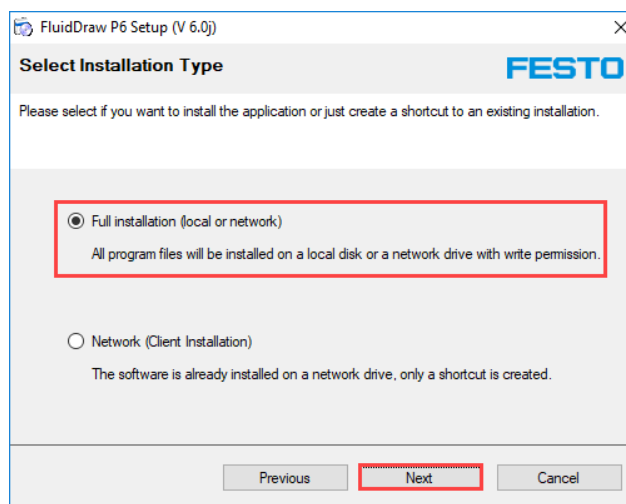 FluidDraw P6 Setup (V 6.0j)
Select Installation Type
FESTO
Please select if you want to install the application or just create a shortcut to an existing installation.
Full installation (local or network)
All program files will be installed on a local disk or a network drive with write permission.
Network (Client Installation)
The software is already installed on a network drive, only a shortcut is created.
Previous
Next
Cancel